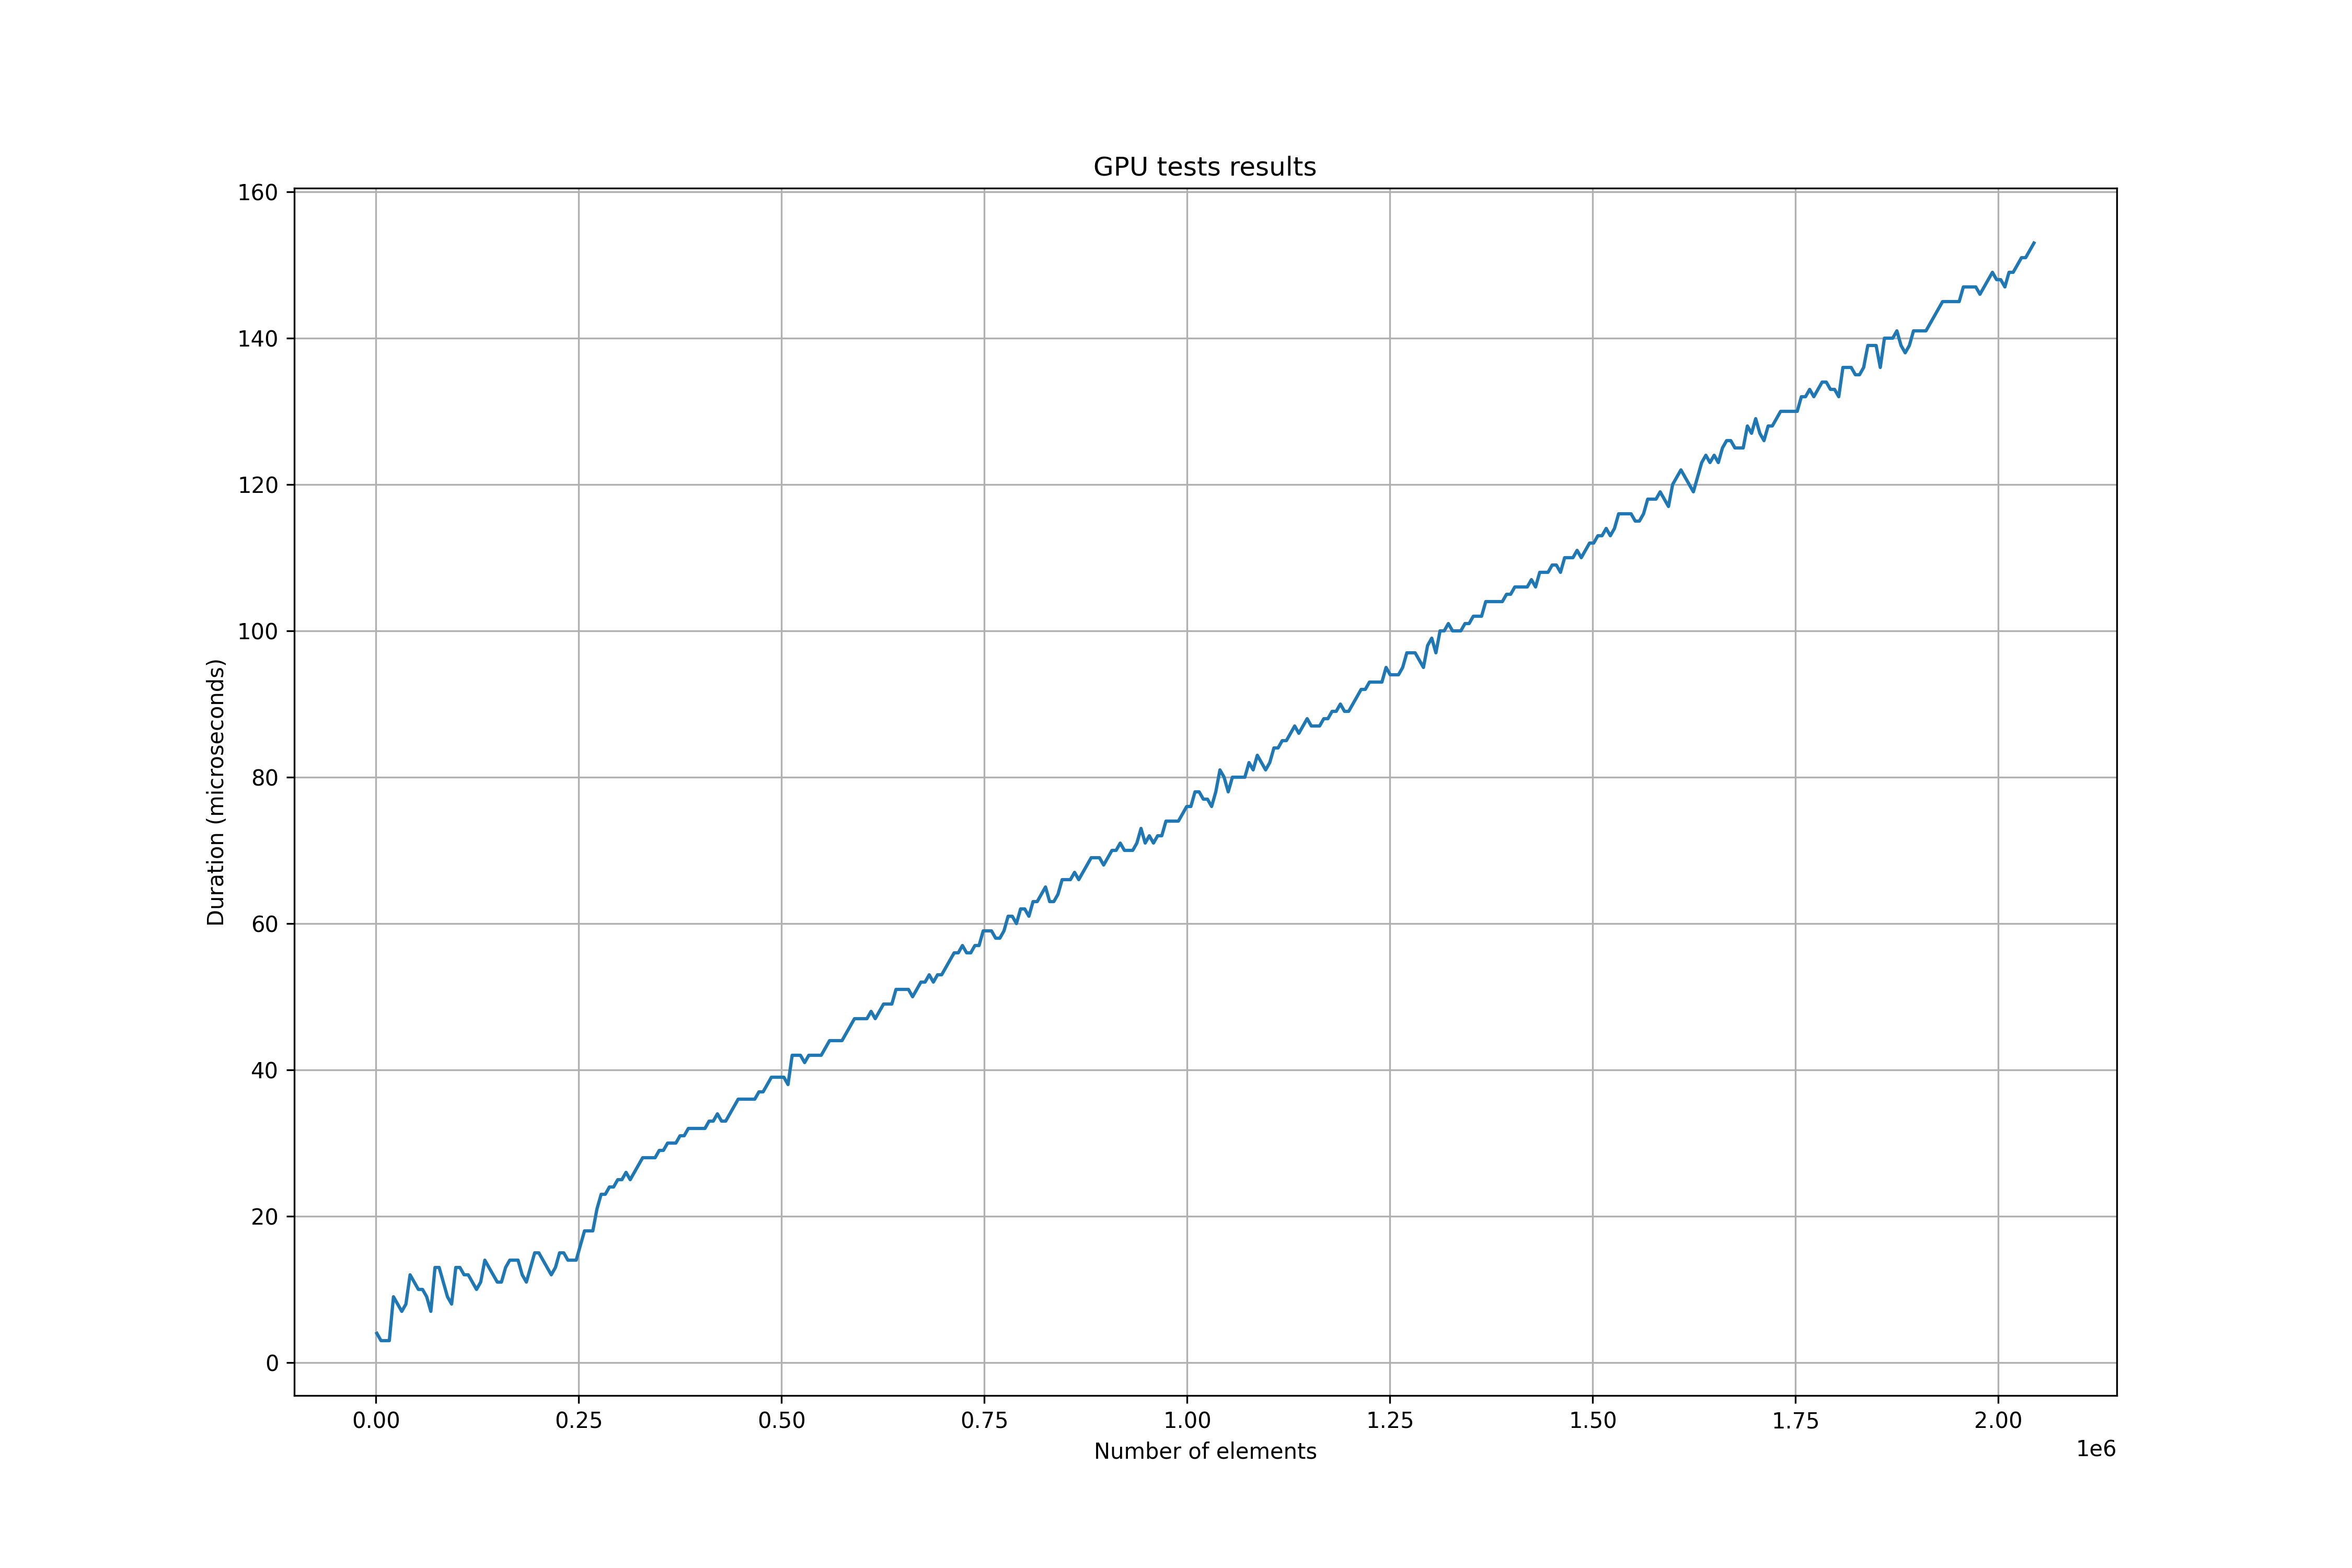 GPU tests results
160
140
120
100
80
60
40
20
0
Duration (microseconds)
0.00 0.25 0.50 0.75 1.00 1.25 1.50 1.75 2.00
Number of elements
1e6